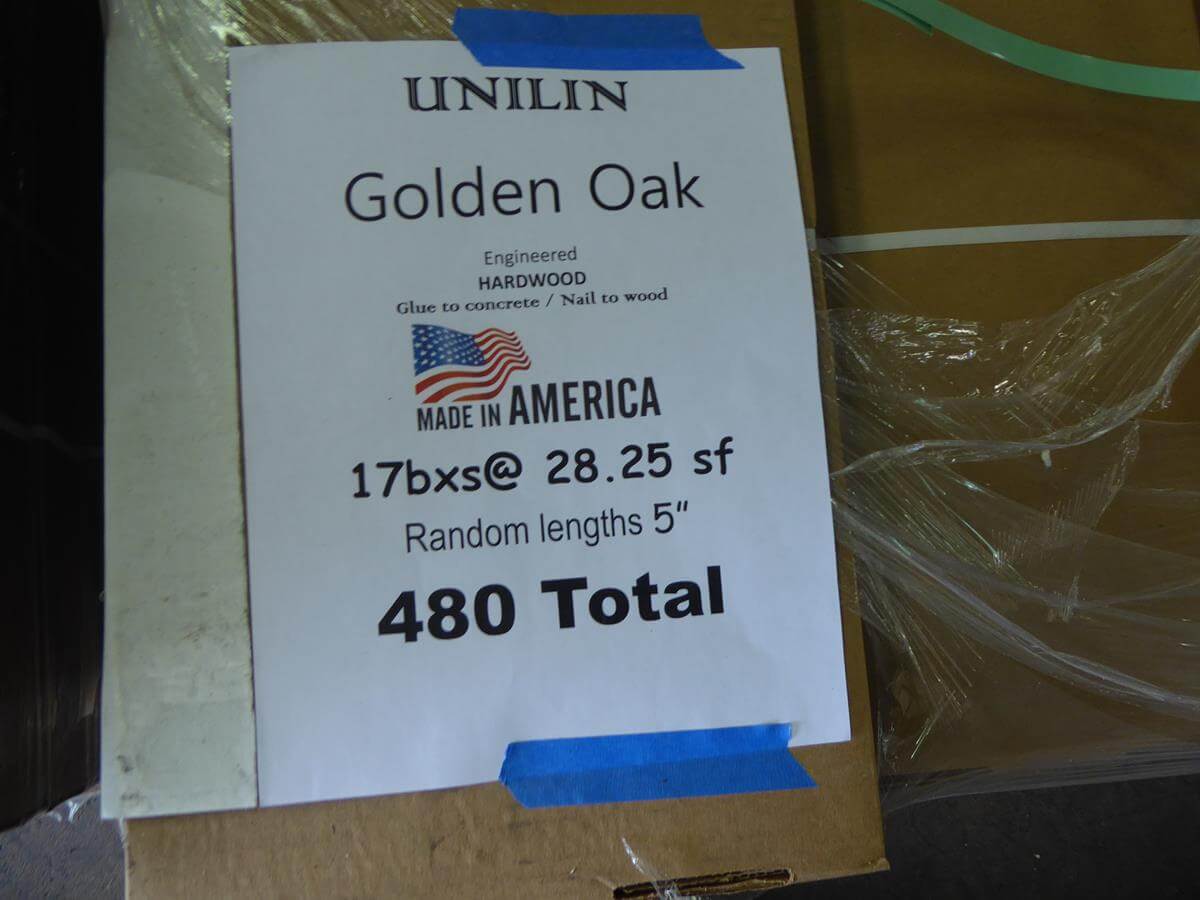 UNILIN
Golden Oak
Engineered
HARDWOOD
Glue to concrete / Nail to wood
MADE IN AMERICA
17bxs@ 28.25 sf
Random lengths 5"
480 Total